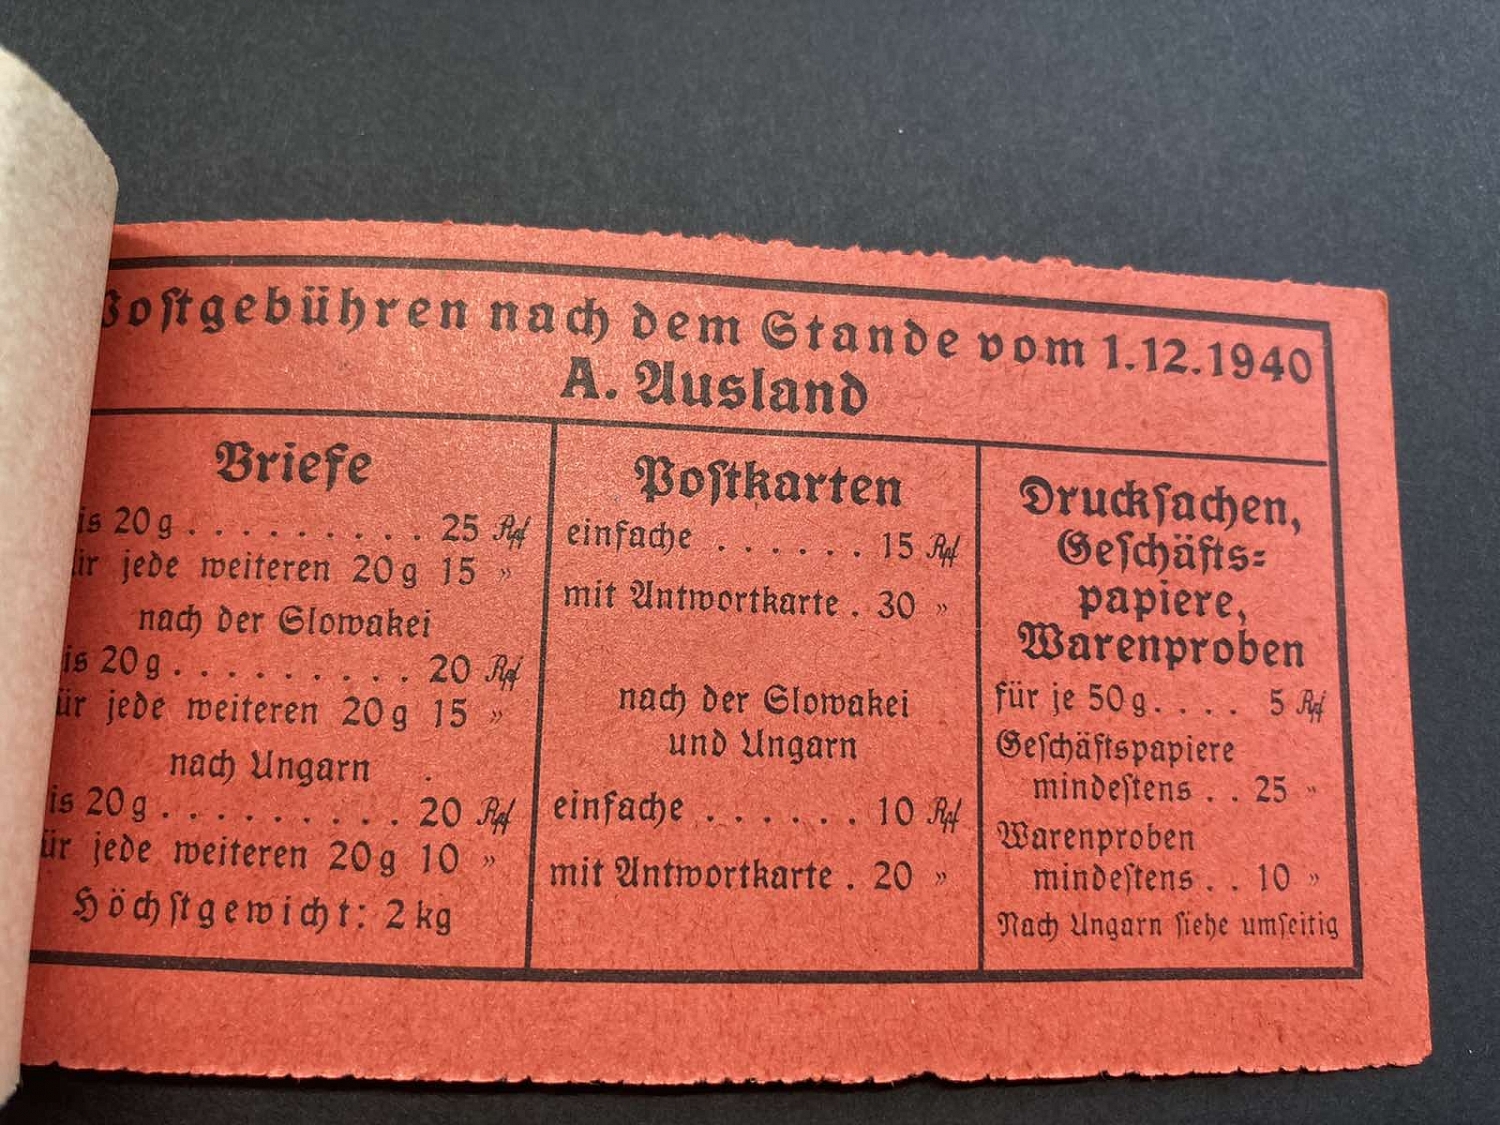 Postgebühren nach dem Stande vom 1.12.1940
A. Ausland
Briefe
is 20 g . . . . . . . . . 25 Rpf
ür jede weiteren 20 g 15 „
nach der Slowakei
is 20 g . . . . . . . . . 20 Rpf
ür jede weiteren 20 g 15 „
nach Ungarn
is 20 g . . . . . . . . . 20 Rpf
ür jede weiteren 20 g 10 „
Höchstgewicht: 2 kg
Postkarten
einfache . . . . . . 15 Rpf
mit Antwortkarte . 30 „
nach der Slowakei
und Ungarn
einfache . . . . . . 10 Rpf
mit Antwortkarte . 20 „
Drucksachen,
Geschäfts-
papiere,
Warenproben
für je 50 g . . . . 5 Rpf
Geschäftspapiere
mindestens . . 25 „
Warenproben
mindestens . . 10 „
Nach Ungarn siehe umseitig